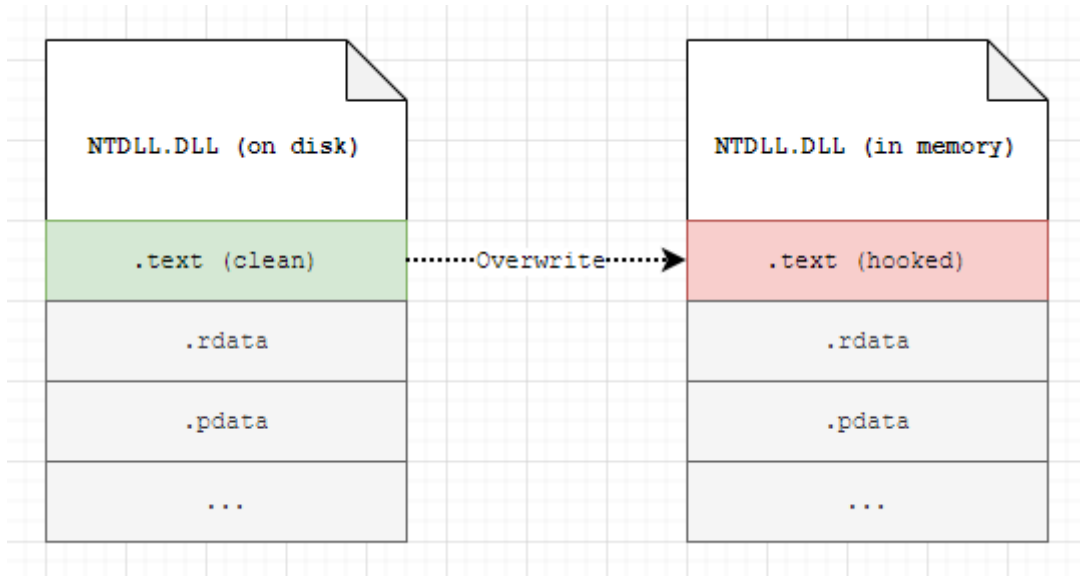 NTDLL.DLL (on disk)
NTDLL.DLL (in memory)
.text (clean)
Overwrite
.text (hooked)
.rdata
.rdata
.pdata
.pdata
...
...